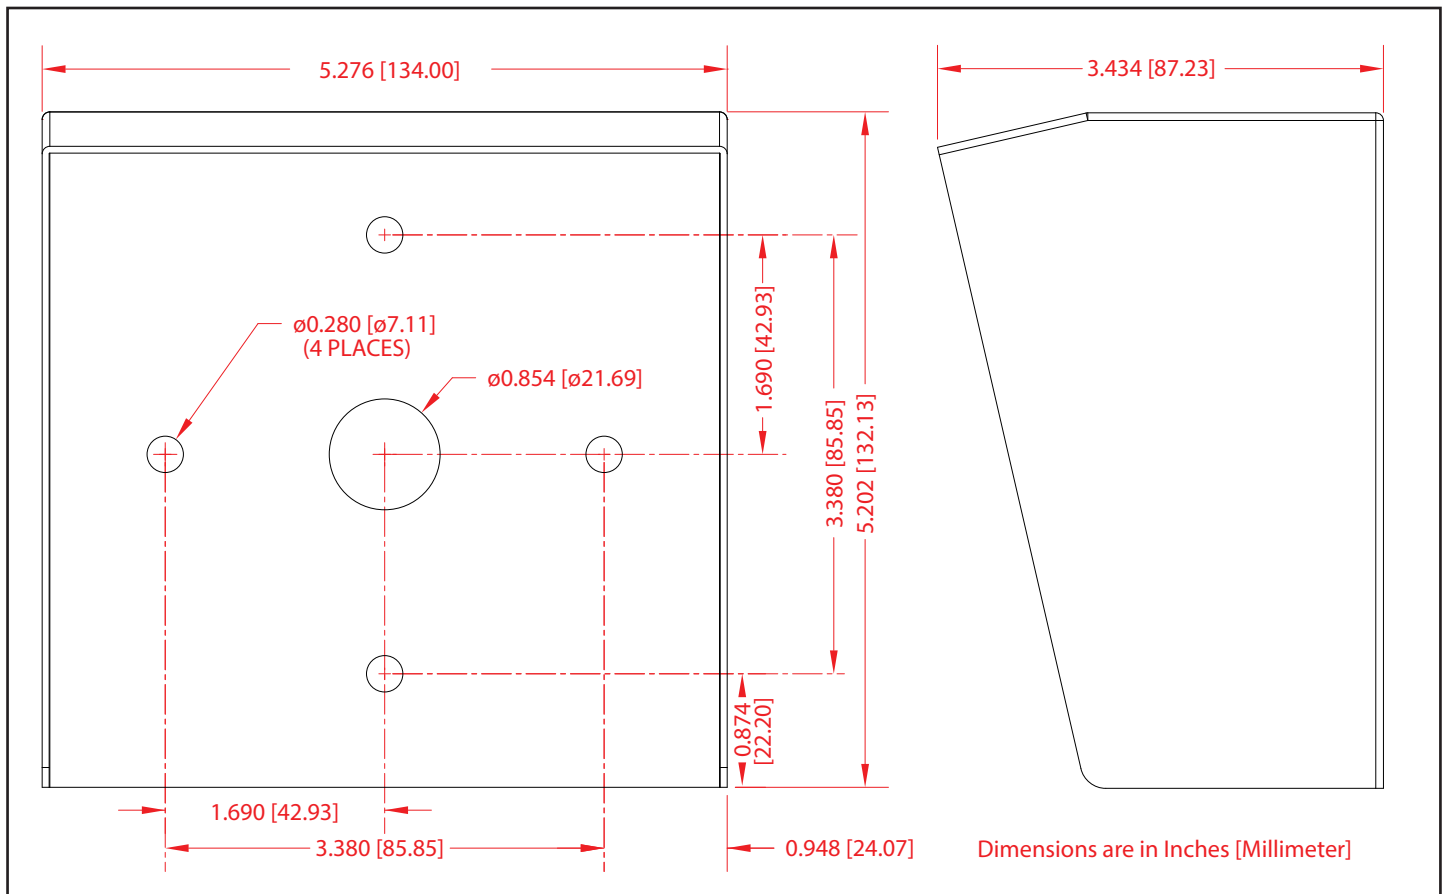 5.276 [134.00]
3.434 [87.23]
ø0.280 [ø7.11]
(4 PLACES)
ø0.854 [ø21.69]
1.690 [42.93]
3.380 [85.85]
5.202 [132.13]
0.874
[22.20]
1.690 [42.93]
3.380 [85.85]
0.948 [24.07]
Dimensions are in Inches [Millimeter]